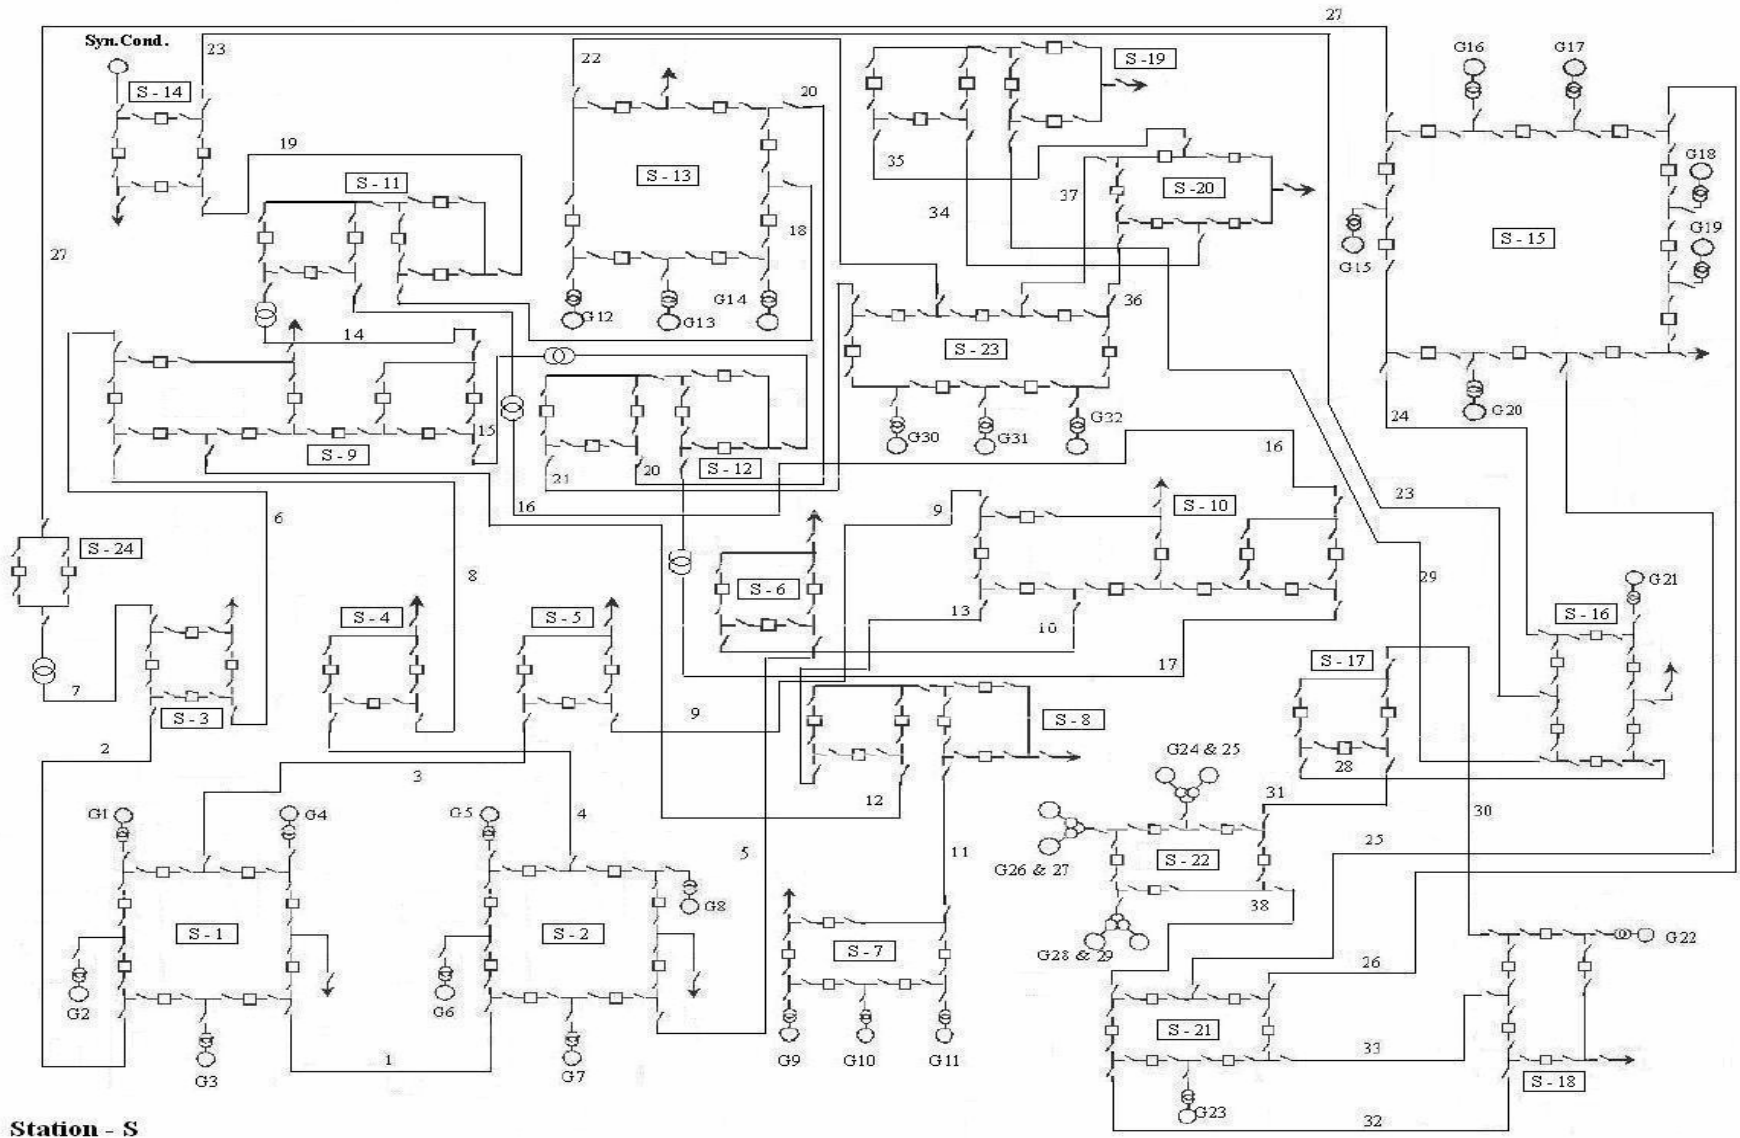 27
Syn.Cond.
23
22
S -19
G16
G17
S - 14
20
19
35
G18
S - 11
S - 13
S -20
37
34
18
G19
27
S - 15
G15
G12
G13
G14
36
14
S - 23
15
24
G20
G30
G31
G32
S - 9
20
S - 12
16
21
6
16
9
S - 10
23
S - 24
8
29
G21
S - 6
S - 4
S - 5
13
10
S - 16
7
17
S - 17
S - 3
9
S - 8
2
3
G24 & 25
28
12
31
30
G1
G4
G5
4
5
11
25
S - 22
G26 & 27
G8
38
S - 1
S - 2
S - 7
G28 & 29
G22
26
G2
G6
S - 21
33
G9
G10
G11
1
G3
G7
S - 18
G23
32
Station - S